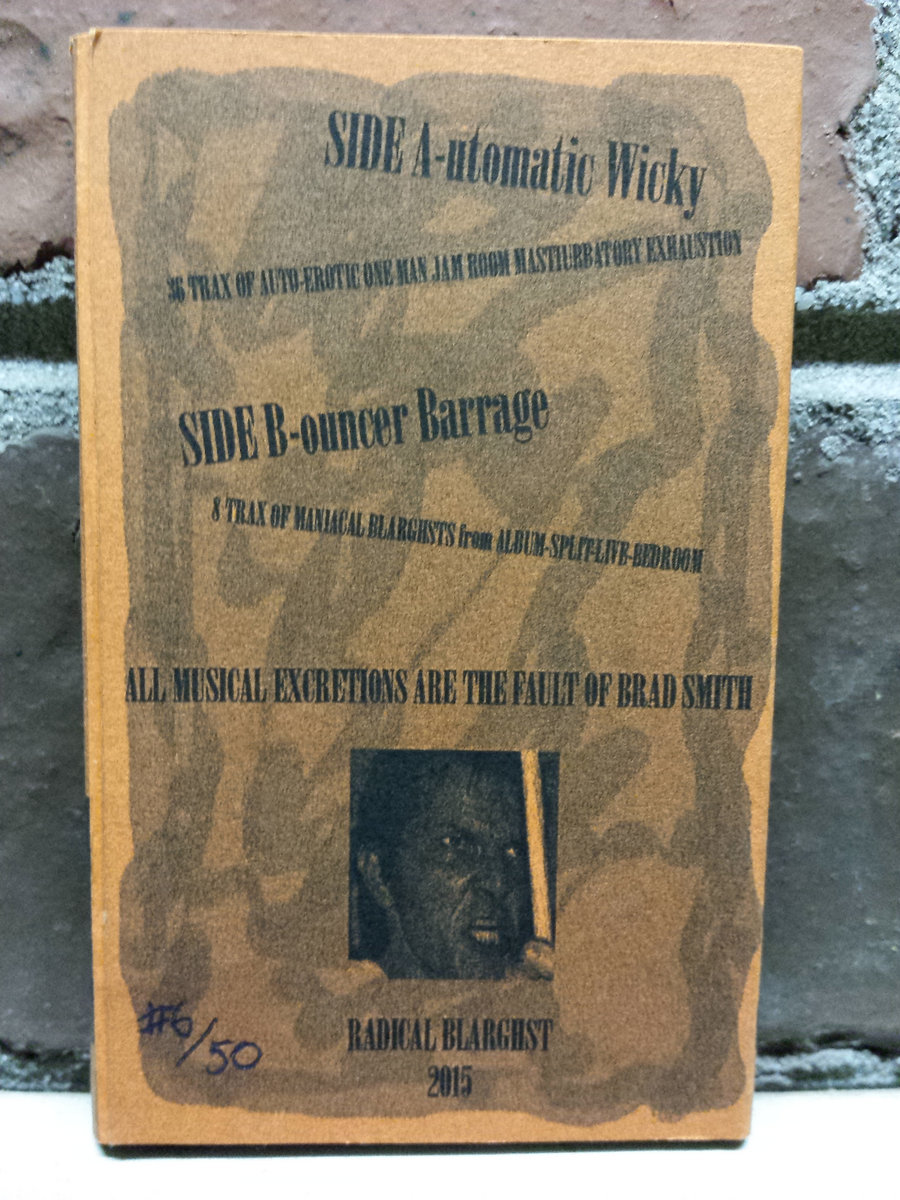 SIDE A-utomatic Wicky
36 TRAX OF AUTO-EROTIC ONE MAN JAM ROOM MASTIURBATORY EXHAUSTION
SIDE B-ouncer Barrage
8 TRAX OF MANIACAL BLARGHSTS from ALBUM-SPLIT-LIVE-BEDROOM
ALL MUSICAL EXCRETIONS ARE THE FAULT OF BRAD SMITH
RADICAL BLARGHST
2015
#6/50